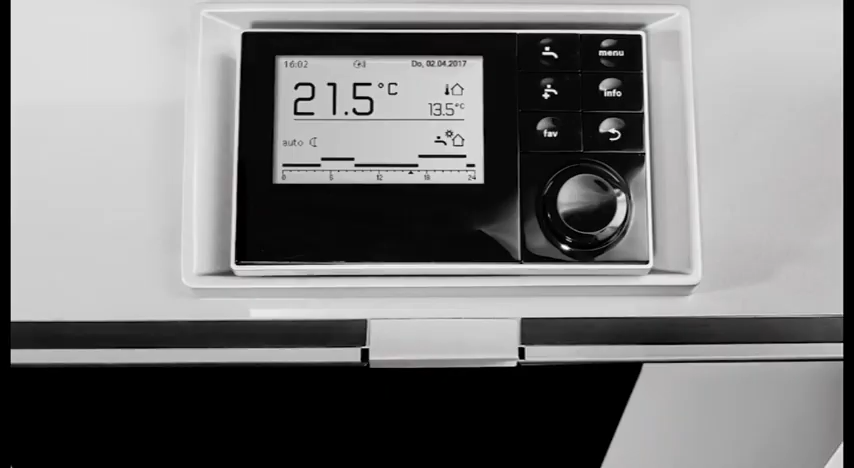 16:02 Do, 02.04.2017
21.5°C
13.5°C
auto
0 6 12 18 24
menu
info
fav